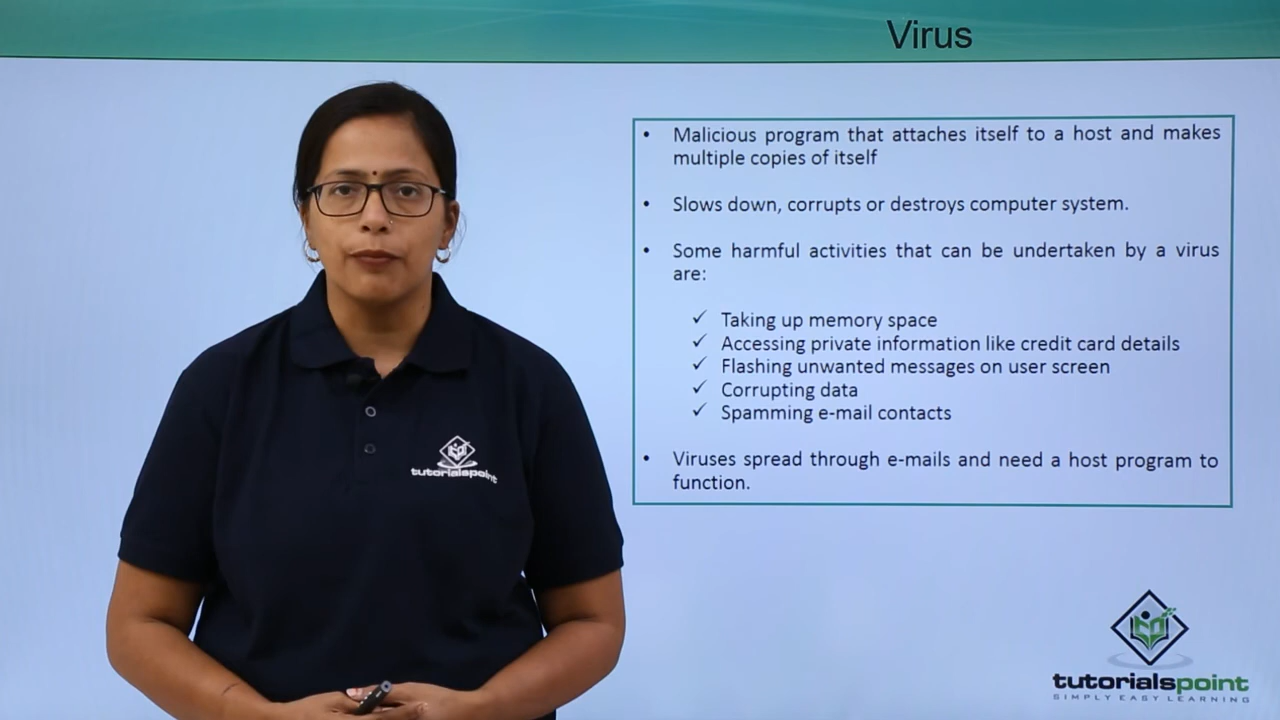 Virus
• Malicious program that attaches itself to a host and makes
multiple copies of itself
• Slows down, corrupts or destroys computer system.
• Some harmful activities that can be undertaken by a virus
are:
✓ Taking up memory space
✓ Accessing private information like credit card details
✓ Flashing unwanted messages on user screen
✓ Corrupting data
✓ Spamming e-mail contacts
• Viruses spread through e-mails and need a host program to
function.
tutorialspoint
tutorialspoint
SIMPLY EASY LEARNING